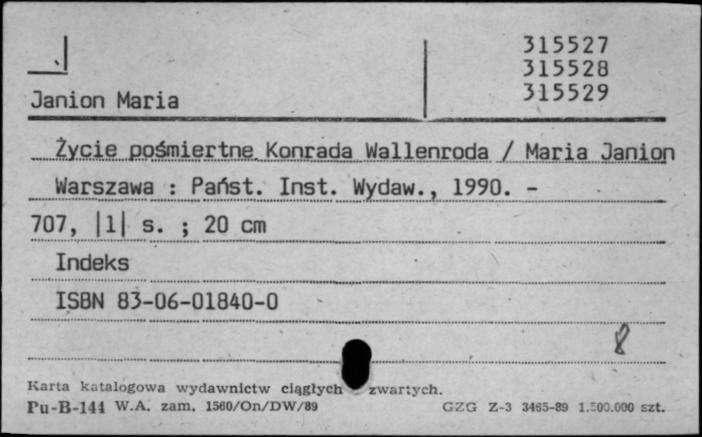 315527
315528
315529
Janion Maria
Życie pośmiertne Konrada Wallenroda / Maria Janion
Warszawa : Państ. Inst. Wydaw., 1990. -
707, |1| s. ; 20 cm
Indeks
ISBN 83-06-01840-0
8
Karta katalogowa wydawnictw ciągłych zwartych.
Pu-B-144 W.A. zam. 1560/On/DW/89 GZG Z-3 3465-89 1.500.000 szt.